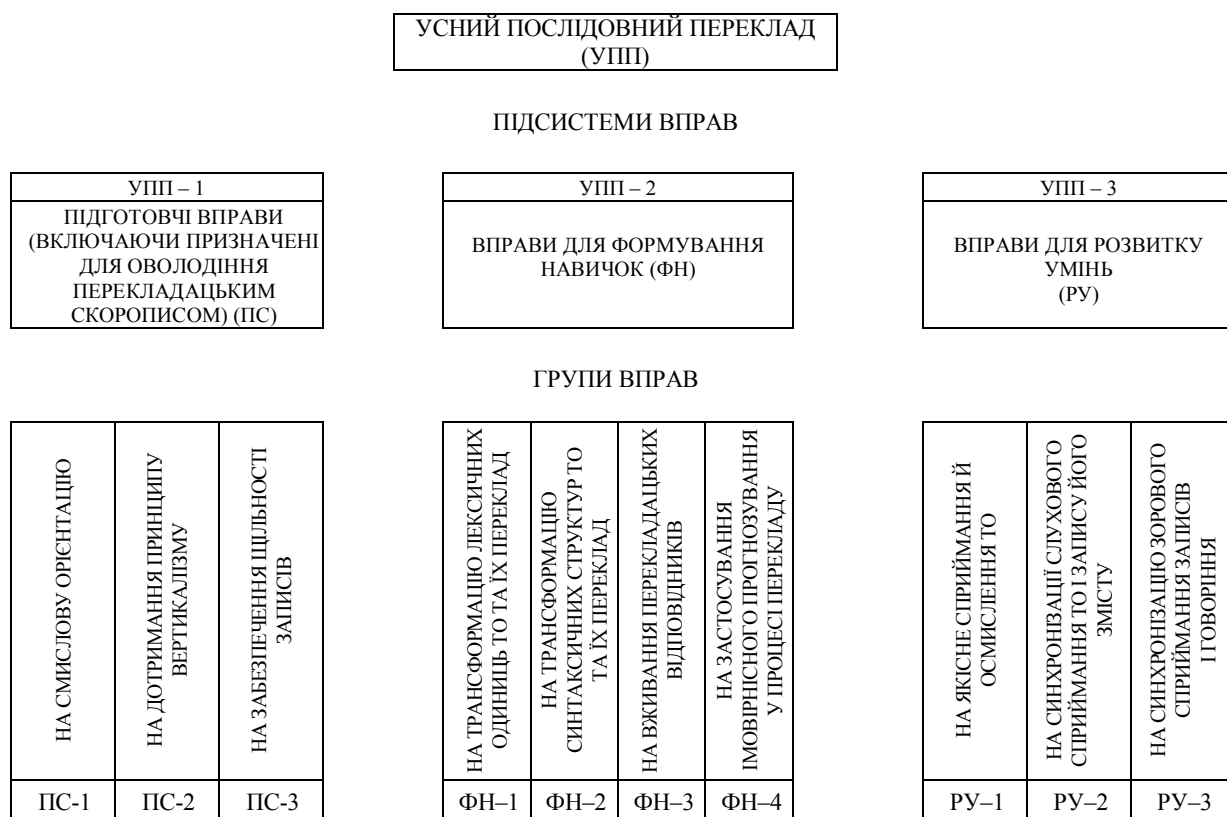 УСНИЙ ПОСЛІДОВНИЙ ПЕРЕКЛАД
(УПП)
ПІДСИСТЕМИ ВПРАВ
УПП – 1
ПІДГОТОВЧІ ВПРАВИ
(ВКЛЮЧАЮЧИ ПРИЗНАЧЕНІ
ДЛЯ ОВОЛОДІННЯ
ПЕРЕКЛАДАЦЬКИМ
СКОРОПИСОМ) (ПС)
УПП – 2
ВПРАВИ ДЛЯ ФОРМУВАННЯ
НАВИЧОК (ФН)
УПП – 3
ВПРАВИ ДЛЯ РОЗВИТКУ
УМІНЬ
(РУ)
ГРУПИ ВПРАВ
НА СМИСЛОВУ ОРІЄНТАЦІЮ
НА ДОТРИМАННЯ ПРИНЦИПУ
ВЕРТИКАЛІЗМУ
НА ЗАБЕЗПЕЧЕННЯ ЩІЛЬНОСТІ
ЗАПИСІВ
ПС-1
ПС-2
ПС-3
НА ТРАНСФОРМАЦІЮ ЛЕКСИЧНИХ
ОДИНИЦЬ ТО ТА ЇХ ПЕРЕКЛАД
НА ТРАНСФОРМАЦІЮ
СИНТАКСИЧНИХ СТРУКТУР ТО
ТА ЇХ ПЕРЕКЛАД
НА ВЖИВАННЯ ПЕРЕКЛАДАЦЬКИХ
ВІДПОВІДНИКІВ
НА ЗАСТОСУВАННЯ
ІМОВІРНІСНОГО ПРОГНОЗУВАННЯ
У ПРОЦЕСІ ПЕРЕКЛАДУ
ФН–1
ФН–2
ФН–3
ФН–4
НА ЯКІСНЕ СПРИЙМАННЯ Й
ОСМИСЛЕННЯ ТО
НА СИНХРОНІЗАЦІЇ СЛУХОВОГО
СПРИЙМАННЯ ТО І ЗАПИСУ ЙОГО
ЗМІСТУ
НА СИНХРОНІЗАЦІЮ ЗОРОВОГО
СПРИЙМАННЯ ЗАПИСІВ
І ГОВОРІННЯ
РУ–1
РУ–2
РУ–3